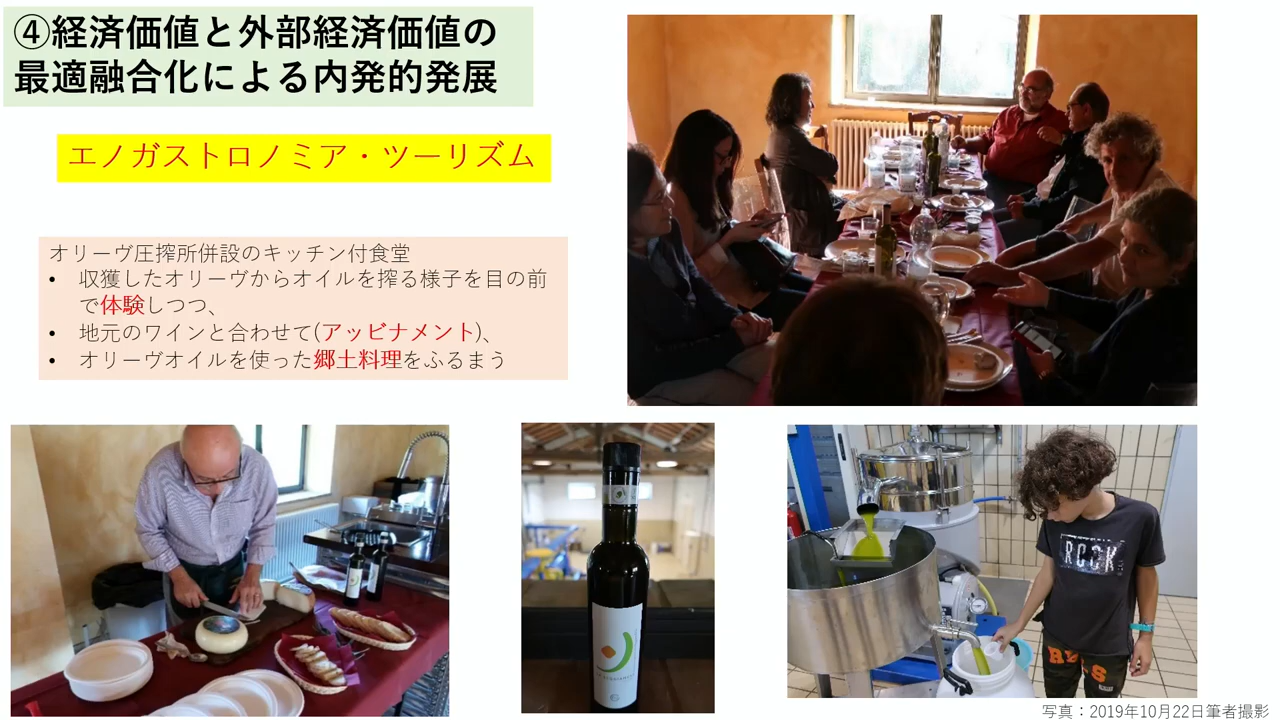 ④経済価値と外部経済価値の
最適融合化による内発的発展
エノガストロノミア・ツーリズム
オリーヴ圧搾所併設のキッチン付食堂
• 収獲したオリーヴからオイルを搾る様子を目の前
で体験しつつ、
• 地元のワインと合わせて(アッビナメント)、
• オリーヴオイルを使った郷土料理をふるまう
ROCK
写真：2019年10月22日筆者撮影